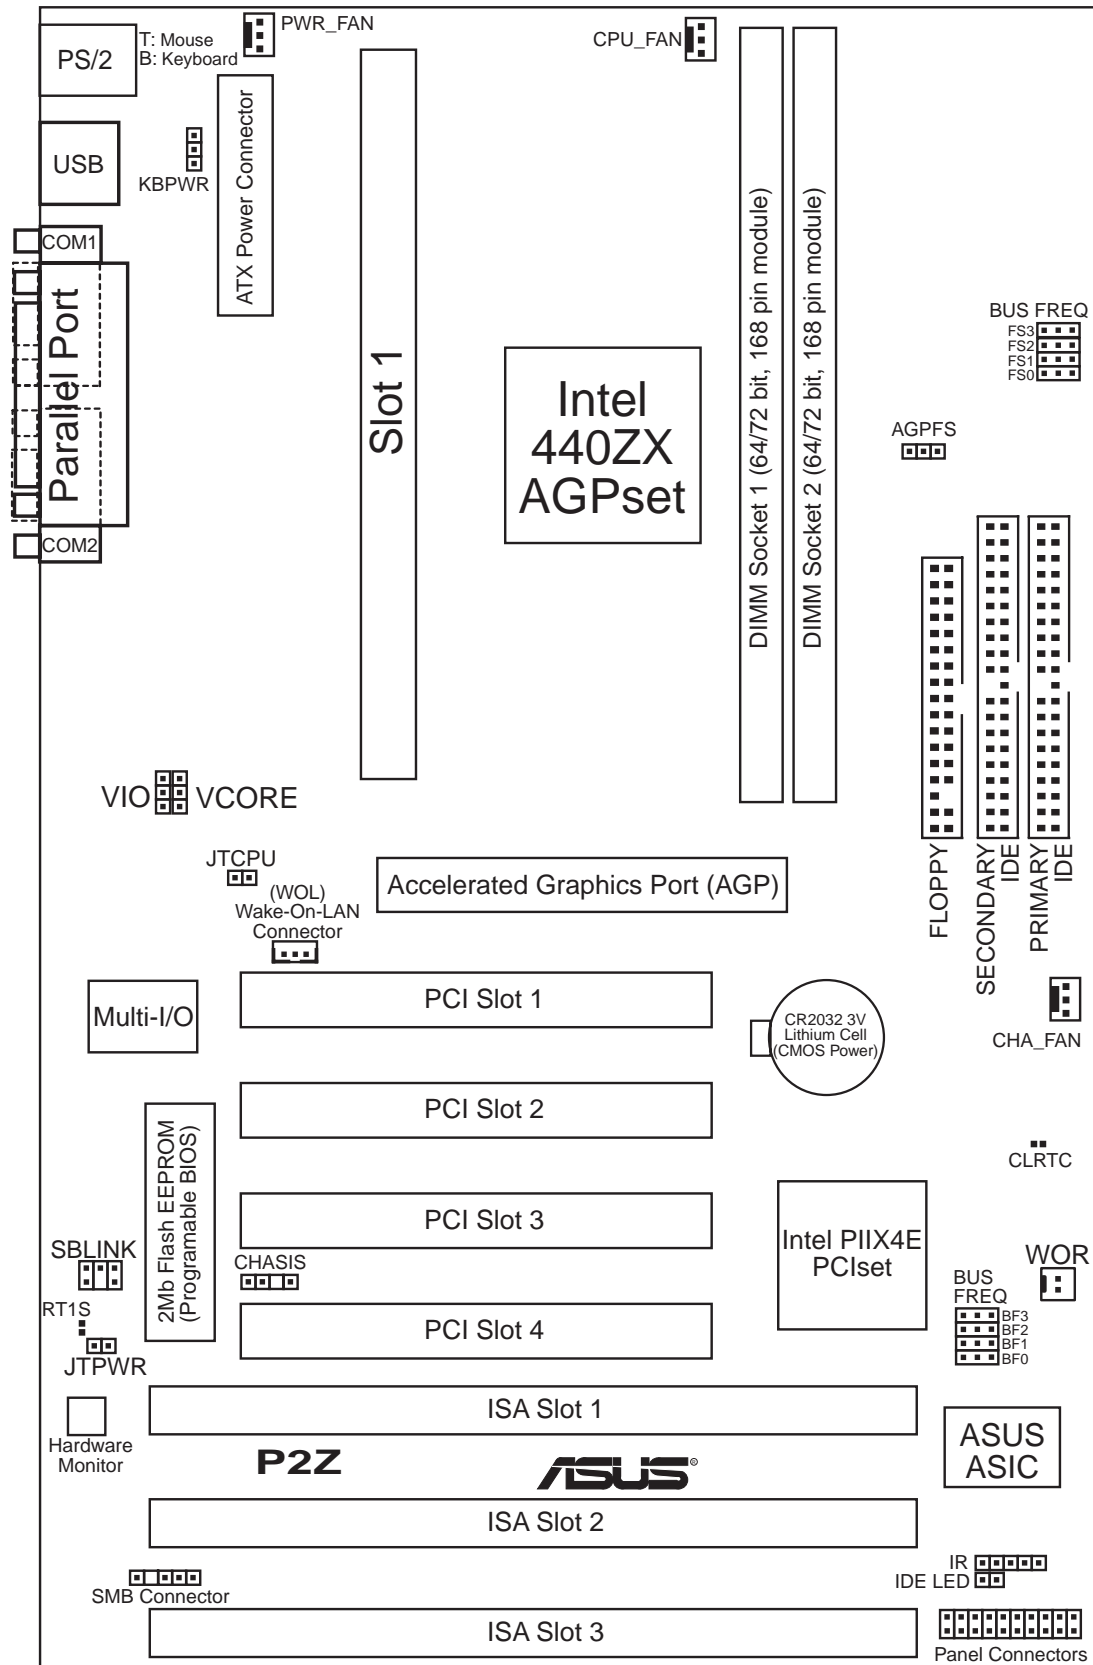 PWR_FAN
CPU_FAN
PS/2
T: Mouse
B: Keyboard
USB
KBPWR
ATX Power Connector
COM1
Parallel Port
COM2
Slot 1
Intel
440ZX
AGPset
DIMM Socket 1 (64/72 bit, 168 pin module)
DIMM Socket 2 (64/72 bit, 168 pin module)
BUS FREQ
FS3
FS2
FS1
FS0
AGPFS
VIO
VCORE
FLOPPY
SECONDARY
IDE
PRIMARY
IDE
JTCPU
(WOL)
Wake-On-LAN
Connector
Accelerated Graphics Port (AGP)
Multi-I/O
PCI Slot 1
CR2032 3V
Lithium Cell
(CMOS Power)
CHA_FAN
PCI Slot 2
2Mb Flash EEPROM
(Programable BIOS)
CLRTC
PCI Slot 3
Intel PIIX4E
PCIset
SBLINK
CHASIS
WOR
BUS
FREQ
BF3
BF2
BF1
BF0
RT1S
JTPWR
PCI Slot 4
ISA Slot 1
Hardware
Monitor
P2Z
ASUS®
ASUS
ASIC
ISA Slot 2
SMB Connector
IR
IDE LED
ISA Slot 3
Panel Connectors